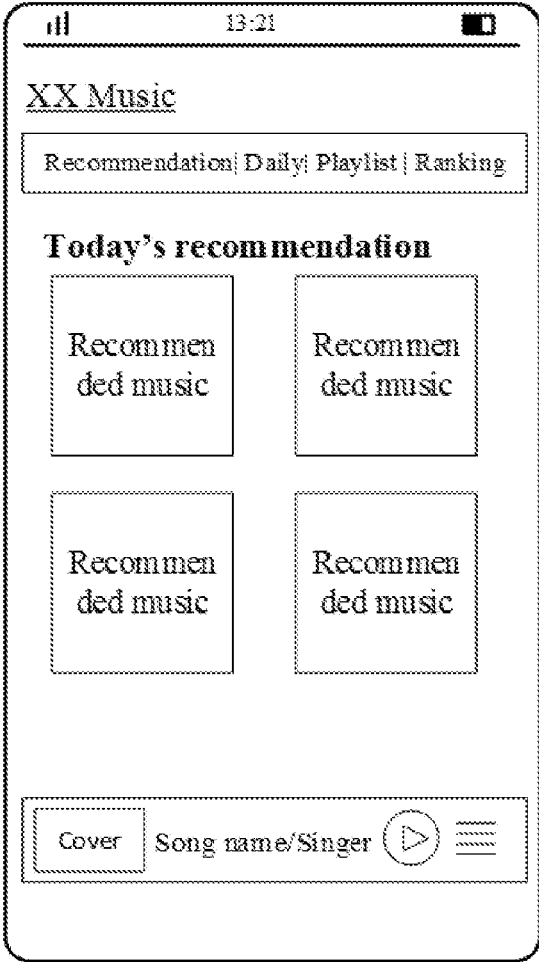 13:21
XX Music
Recommendation| Daily| Playlist | Ranking
Today's recommendation
Recommen
ded music
Recommen
ded music
Recommen
ded music
Recommen
ded music
Cover
Song name/Singer